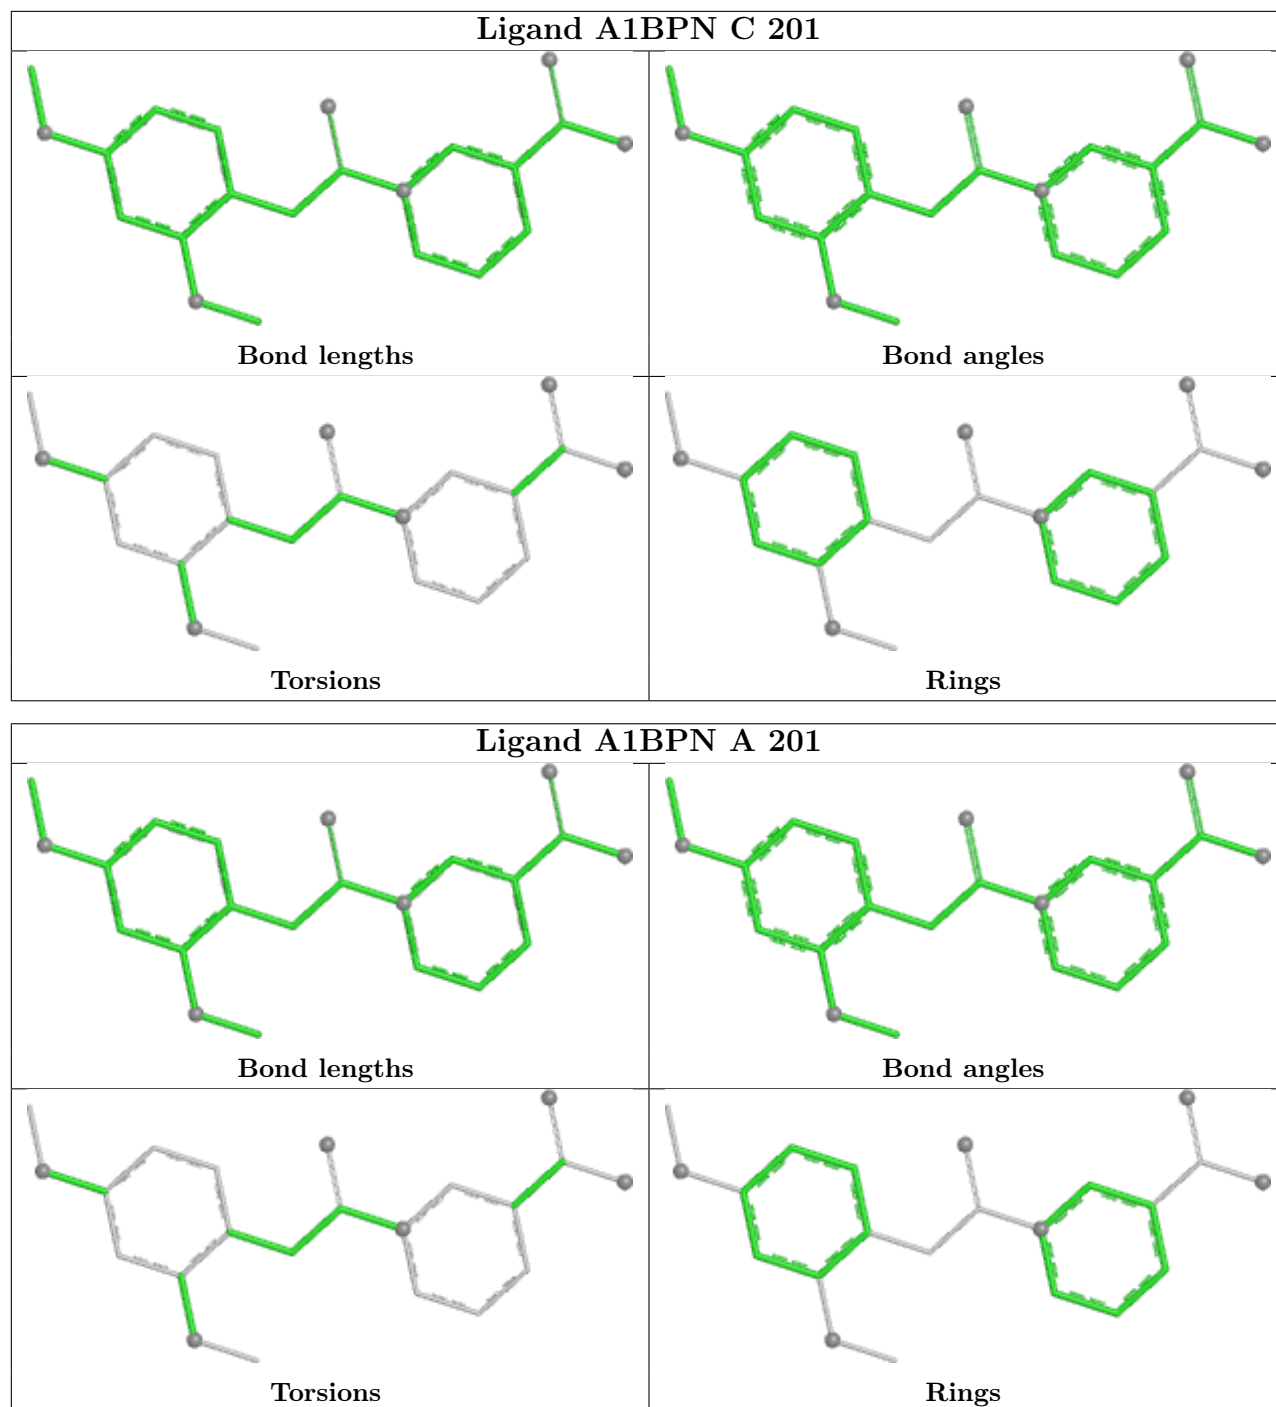 Ligand A1BPN C 201
Bond lengths
Bond angles
Torsions
Rings
Ligand A1BPN A 201
Bond lengths
Bond angles
Torsions
Rings